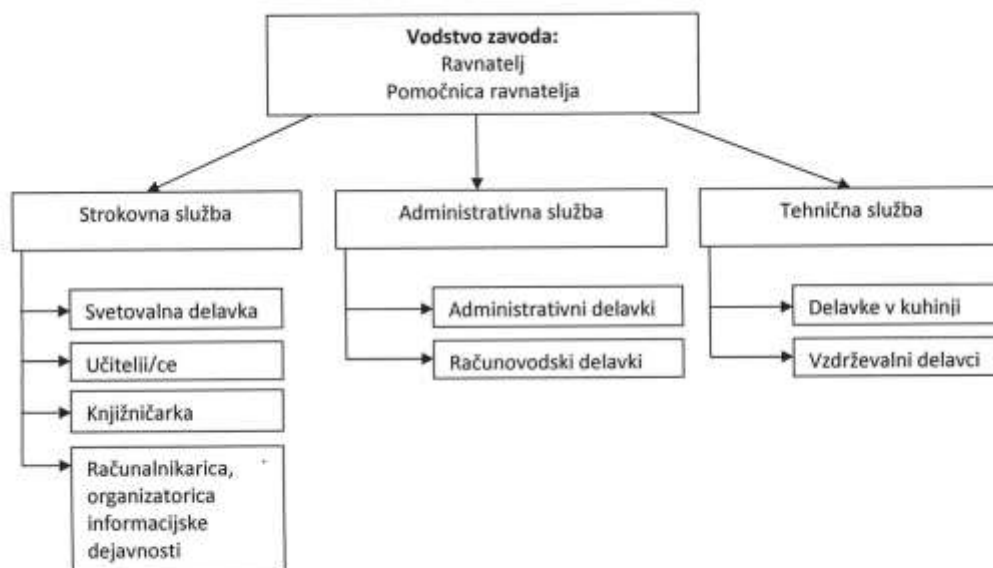 Vodstvo zavoda:
Ravnatelj
Pomočnica ravnatelja
Strokovna služba
Administrativna služba
Tehnična služba
Svetovalna delavka
Učitelii/ce
Knjižničarka
Računalnikarica,
organizatorica
informacijske
dejavnosti
Administrativni delavki
Računovodski delavki
Delavke v kuhinji
Vzdrževalni delavci